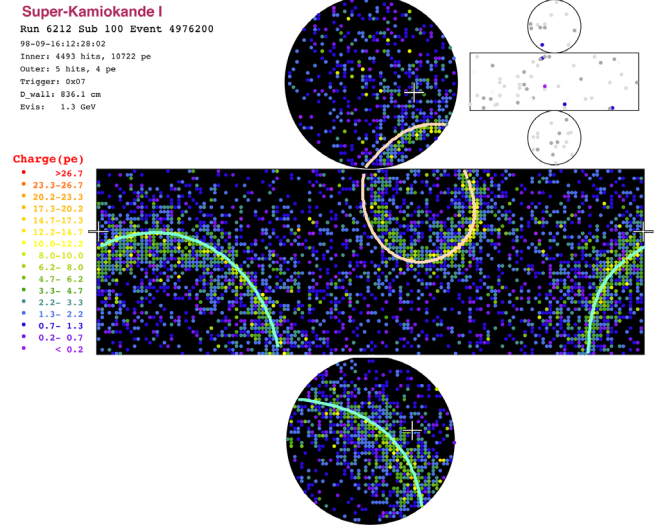 Super-Kamiokande I
Run 6212 Sub 100 Event 4976200
98-09-16:12:28:02
Inner: 4493 hits, 10722 pe
Outer: 5 hits, 4 pe
Trigger: 0x07
D_wall: 836.1 cm
Evis: 1.3 GeV
Charge(pe)
>26.7
23.3-26.7
20.2-23.3
17.3-20.2
14.7-17.3
12.2-14.7
10.0-12.2
8.0-10.0
6.2- 8.0
4.7- 6.2
3.3- 4.7
2.2- 3.3
1.3- 2.2
0.7- 1.3
0.2- 0.7
< 0.2